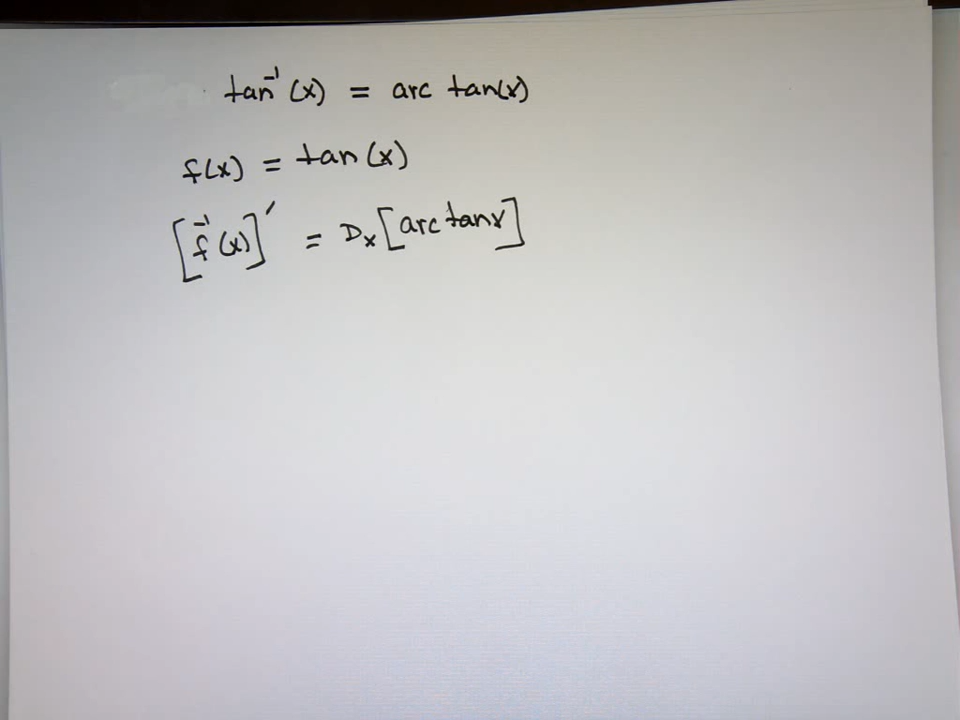 tan⁻¹(x) = arc tan(x)
f(x) = tan(x)
[f⁻¹(x)]′ = Dₓ[arc tanx]